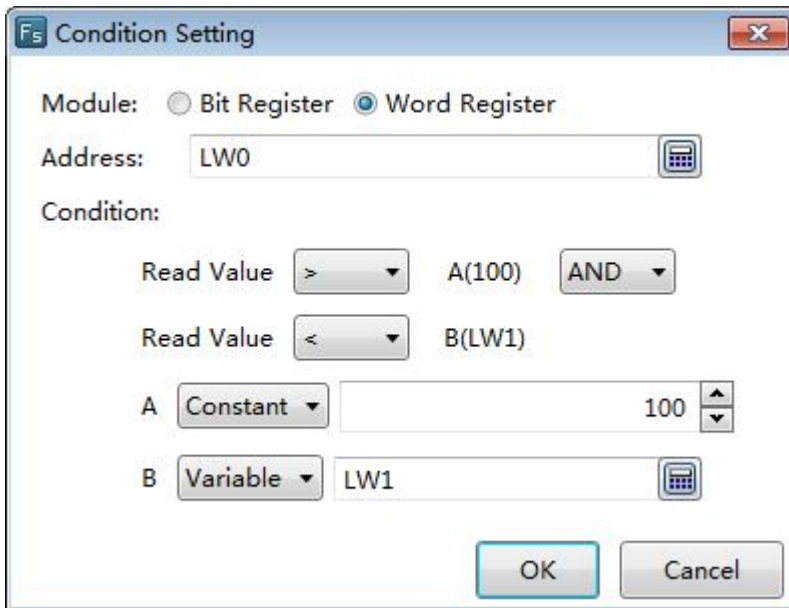 Fs Condition Setting
Module: Bit Register Word Register
Address: LW0
Condition:
Read Value > A(100) AND
Read Value < B(LW1)
A Constant 100
B Variable LW1
OK Cancel